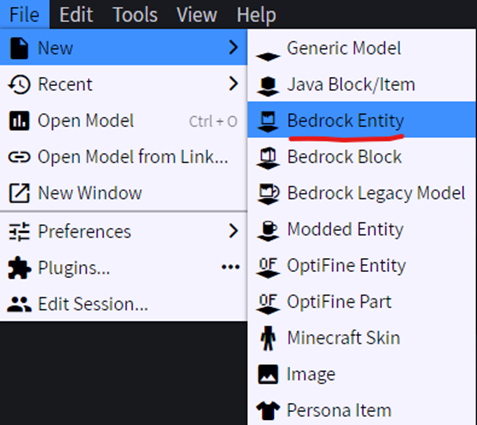 File Edit Tools View Help
New
Recent
Open Model Ctrl + O
Open Model from Link...
New Window
Preferences
Plugins...
Edit Session...
Generic Model
Java Block/Item
Bedrock Entity
Bedrock Block
Bedrock Legacy Model
Modded Entity
OF OptiFine Entity
OF OptiFine Part
Minecraft Skin
Image
Persona Item